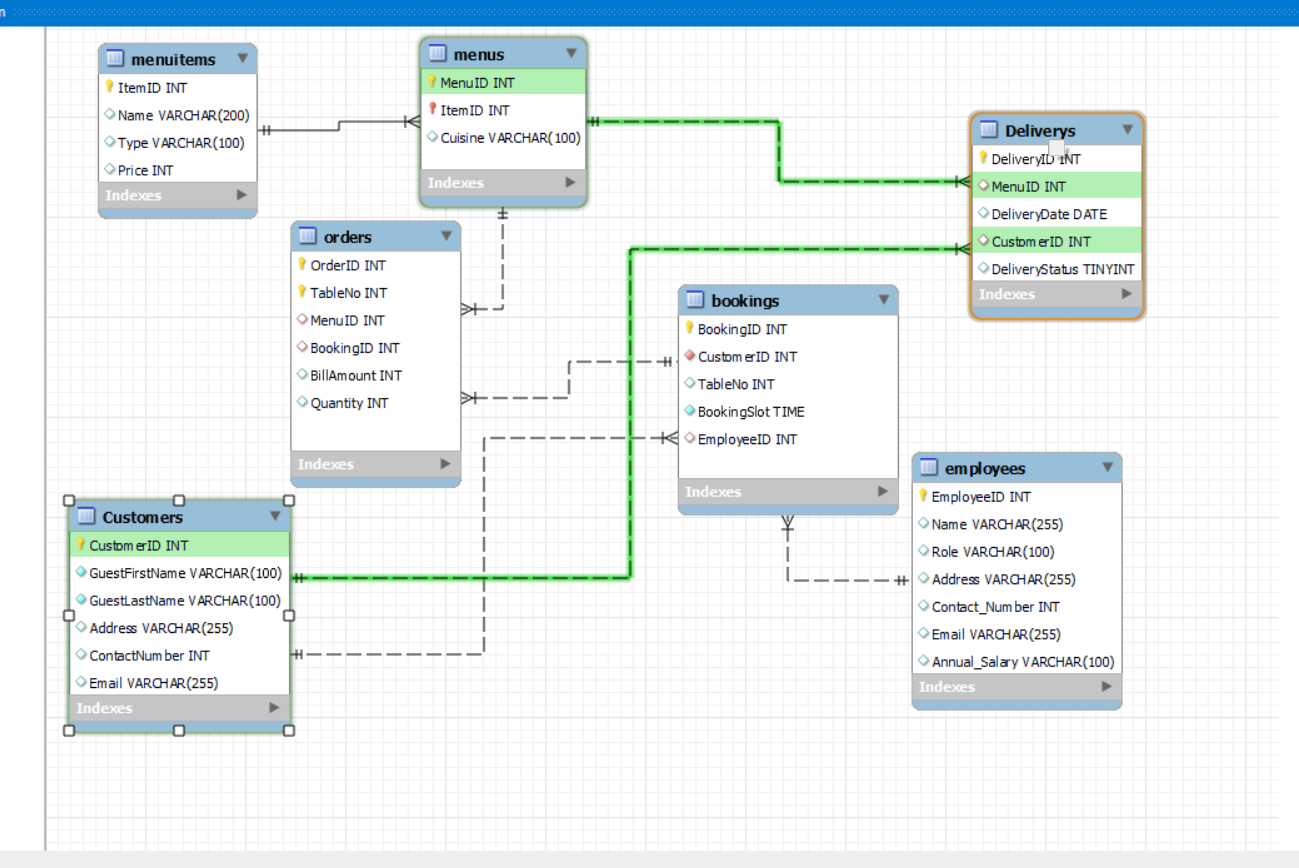 n
menuitems
ItemID INT
Name VARCHAR(200)
Type VARCHAR(100)
Price INT
Indexes
menus
MenuID INT
ItemID INT
Cuisine VARCHAR(100)
Indexes
Deliverys
DeliveryID INT
MenuID INT
DeliveryDate DATE
CustomerID INT
DeliveryStatus TINYINT
Indexes
orders
OrderID INT
TableNo INT
MenuID INT
BookingID INT
BillAmount INT
Quantity INT
Indexes
bookings
BookingID INT
CustomerID INT
TableNo INT
BookingSlot TIME
EmployeeID INT
Indexes
employees
EmployeeID INT
Name VARCHAR(255)
Role VARCHAR(100)
Address VARCHAR(255)
Contact_Number INT
Email VARCHAR(255)
Annual_Salary VARCHAR(100)
Indexes
Customers
CustomerID INT
GuestFirstName VARCHAR(100)
GuestLastName VARCHAR(100)
Address VARCHAR(255)
ContactNumber INT
Email VARCHAR(255)
Indexes